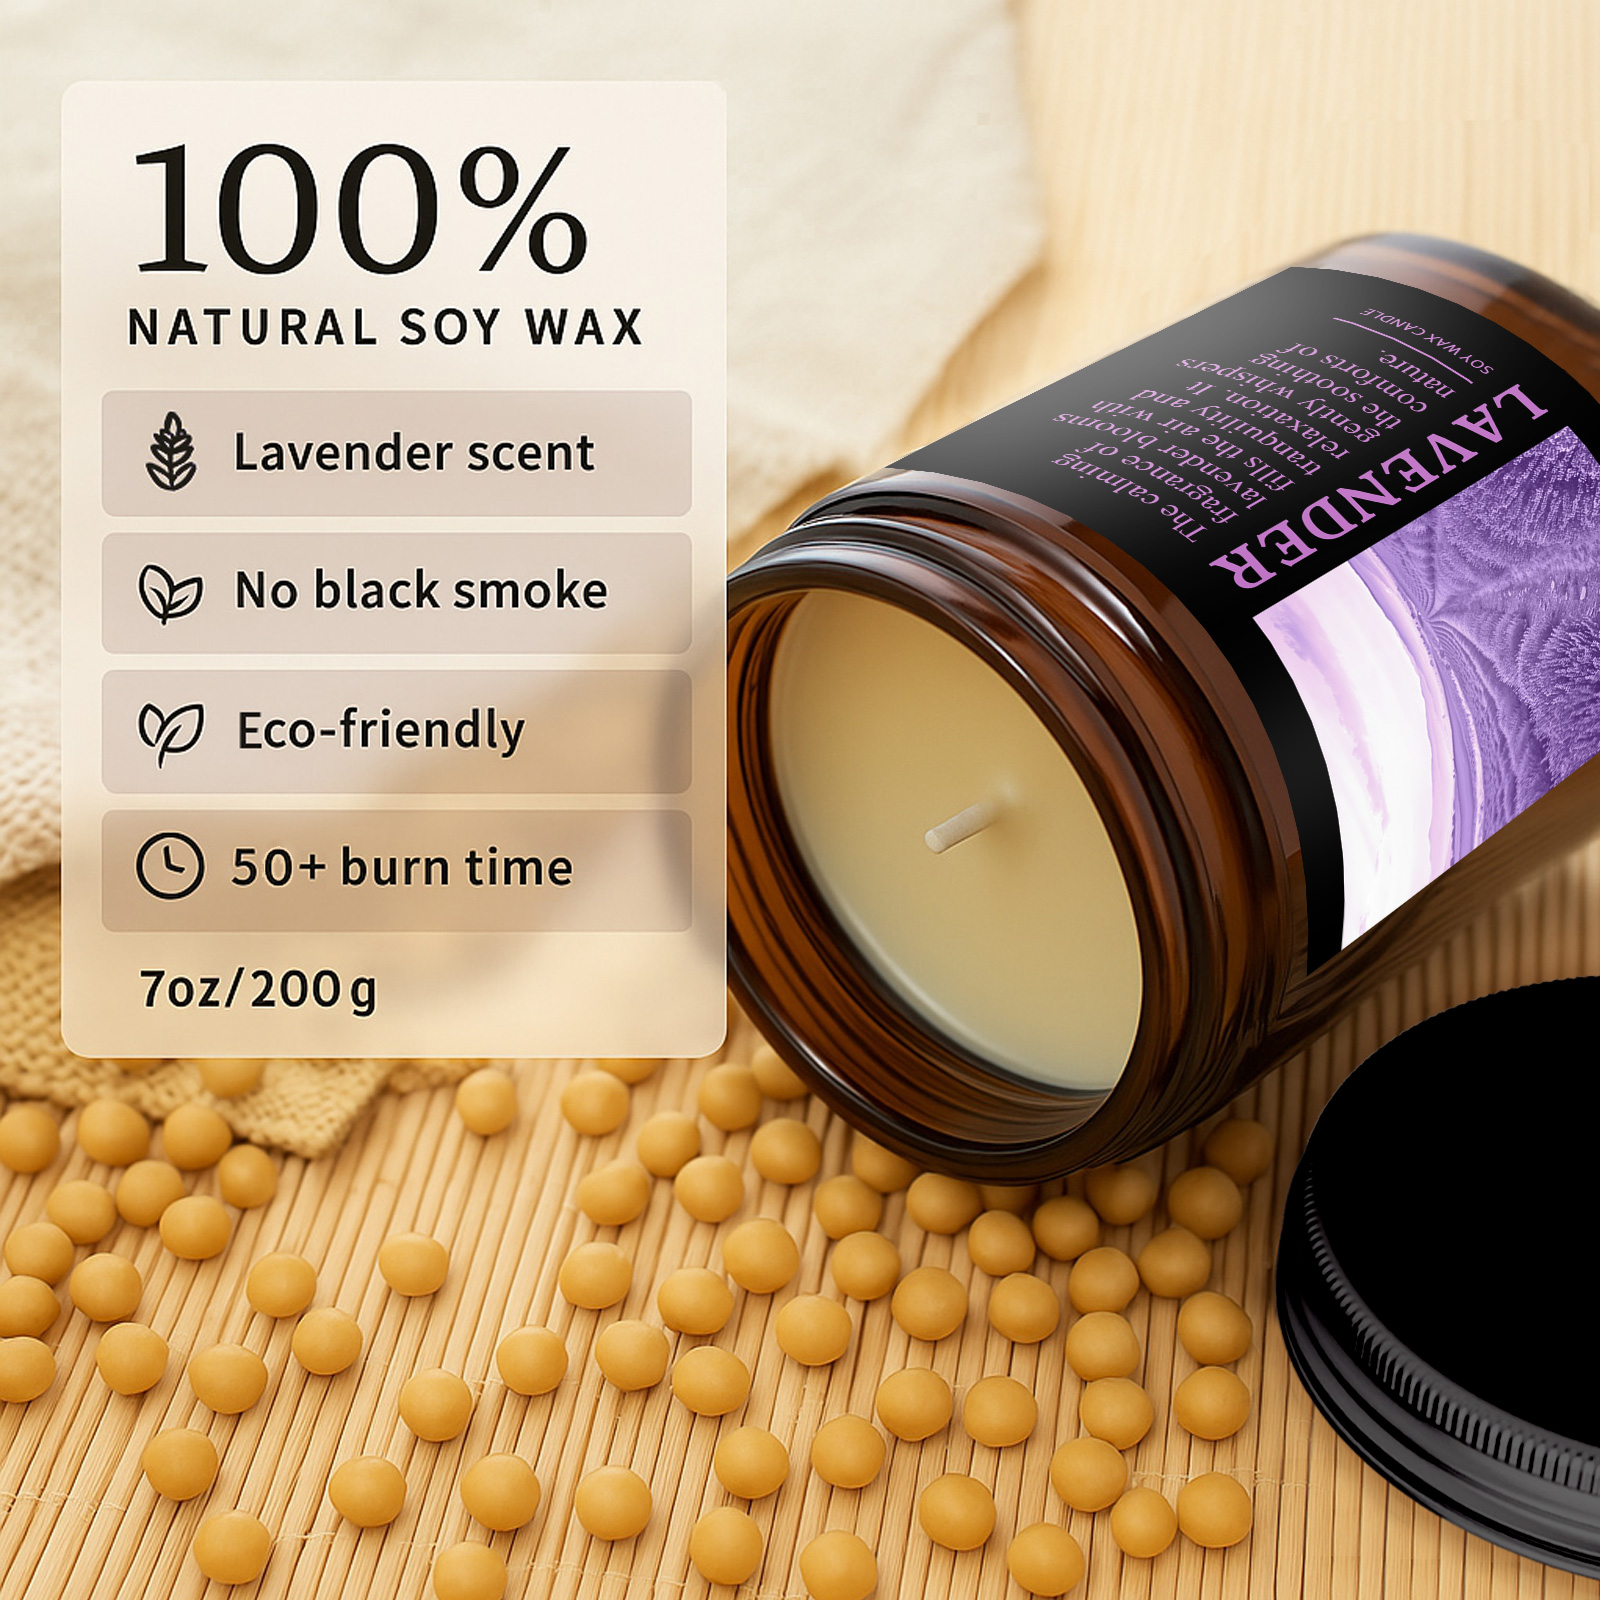 100%
NATURAL SOY WAX
Lavender scent
No black smoke
Eco-friendly
50+ burn time
7oz/200g
LAVENDER
The calming
fragrance of
lavender blooms
fills the air with
tranquility and
relaxation. It
gently whispers
the soothing
comforts of
nature.
SOY WAX CANDLE